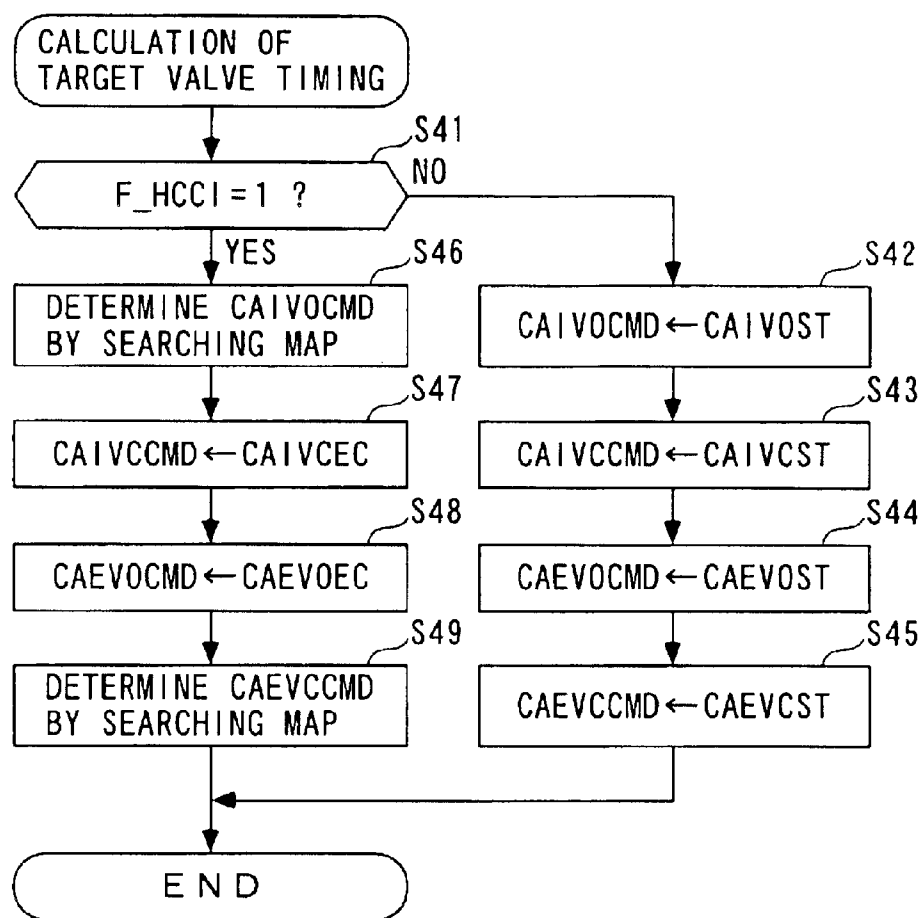 CALCULATION OF
TARGET VALVE TIMING
S41
F_HCCI=1 ?
NO
YES
S46
DETERMINE CAIVOCMD
BY SEARCHING MAP
S47
CAIVCCMD←CAIVCEC
S48
CAEVOCMD←CAEVOEC
S49
DETERMINE CAEVCCMD
BY SEARCHING MAP
S42
CAIVOCMD←CAIVOST
S43
CAIVCCMD←CAIVCST
S44
CAEVOCMD←CAEVOST
S45
CAEVCCMD←CAEVCST
END